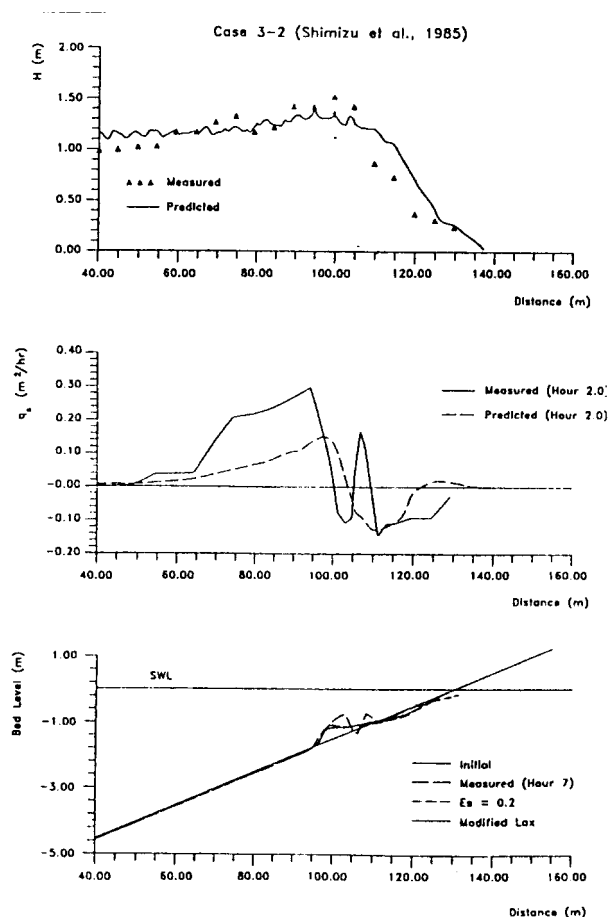 Case 3-2 (Shimizu et al., 1985)
H (m)
2.00
1.50
1.00
0.50
0.00
Measured
Predicted
40.00 60.00 80.00 100.00 120.00 140.00 160.00
Distance (m)
qs (m²/hr)
0.40
0.30
0.20
0.10
-0.00
-0.10
-0.20
Measured (Hour 2.0)
Predicted (Hour 2.0)
40.00 60.00 80.00 100.00 120.00 140.00 160.00
Distance (m)
Bed Level (m)
1.00
-1.00
-3.00
-5.00
SWL
Initial
Measured (Hour 7)
Es = 0.2
Modified Lax
40.00 60.00 80.00 100.00 120.00 140.00 160.00
Distance (m)